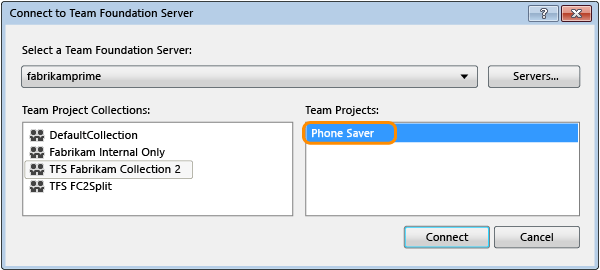 Connect to Team Foundation Server
?
Select a Team Foundation Server:
fabrikamprime
Servers...
Team Project Collections:
Team Projects:
DefaultCollection
Fabrikam Internal Only
TFS Fabrikam Collection 2
TFS FC2Split
Phone Saver
Connect
Cancel